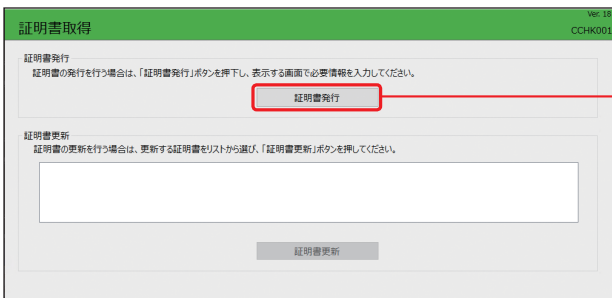 Ver. 18
証明書取得
CCHK001
証明書発行
証明書の発行を行う場合は、「証明書発行」ボタンを押下し、表示する画面で必要情報を入力してください。
証明書発行
証明書更新
証明書の更新を行う場合は、更新する証明書をリストから選び、「証明書更新」ボタンを押してください。
証明書更新